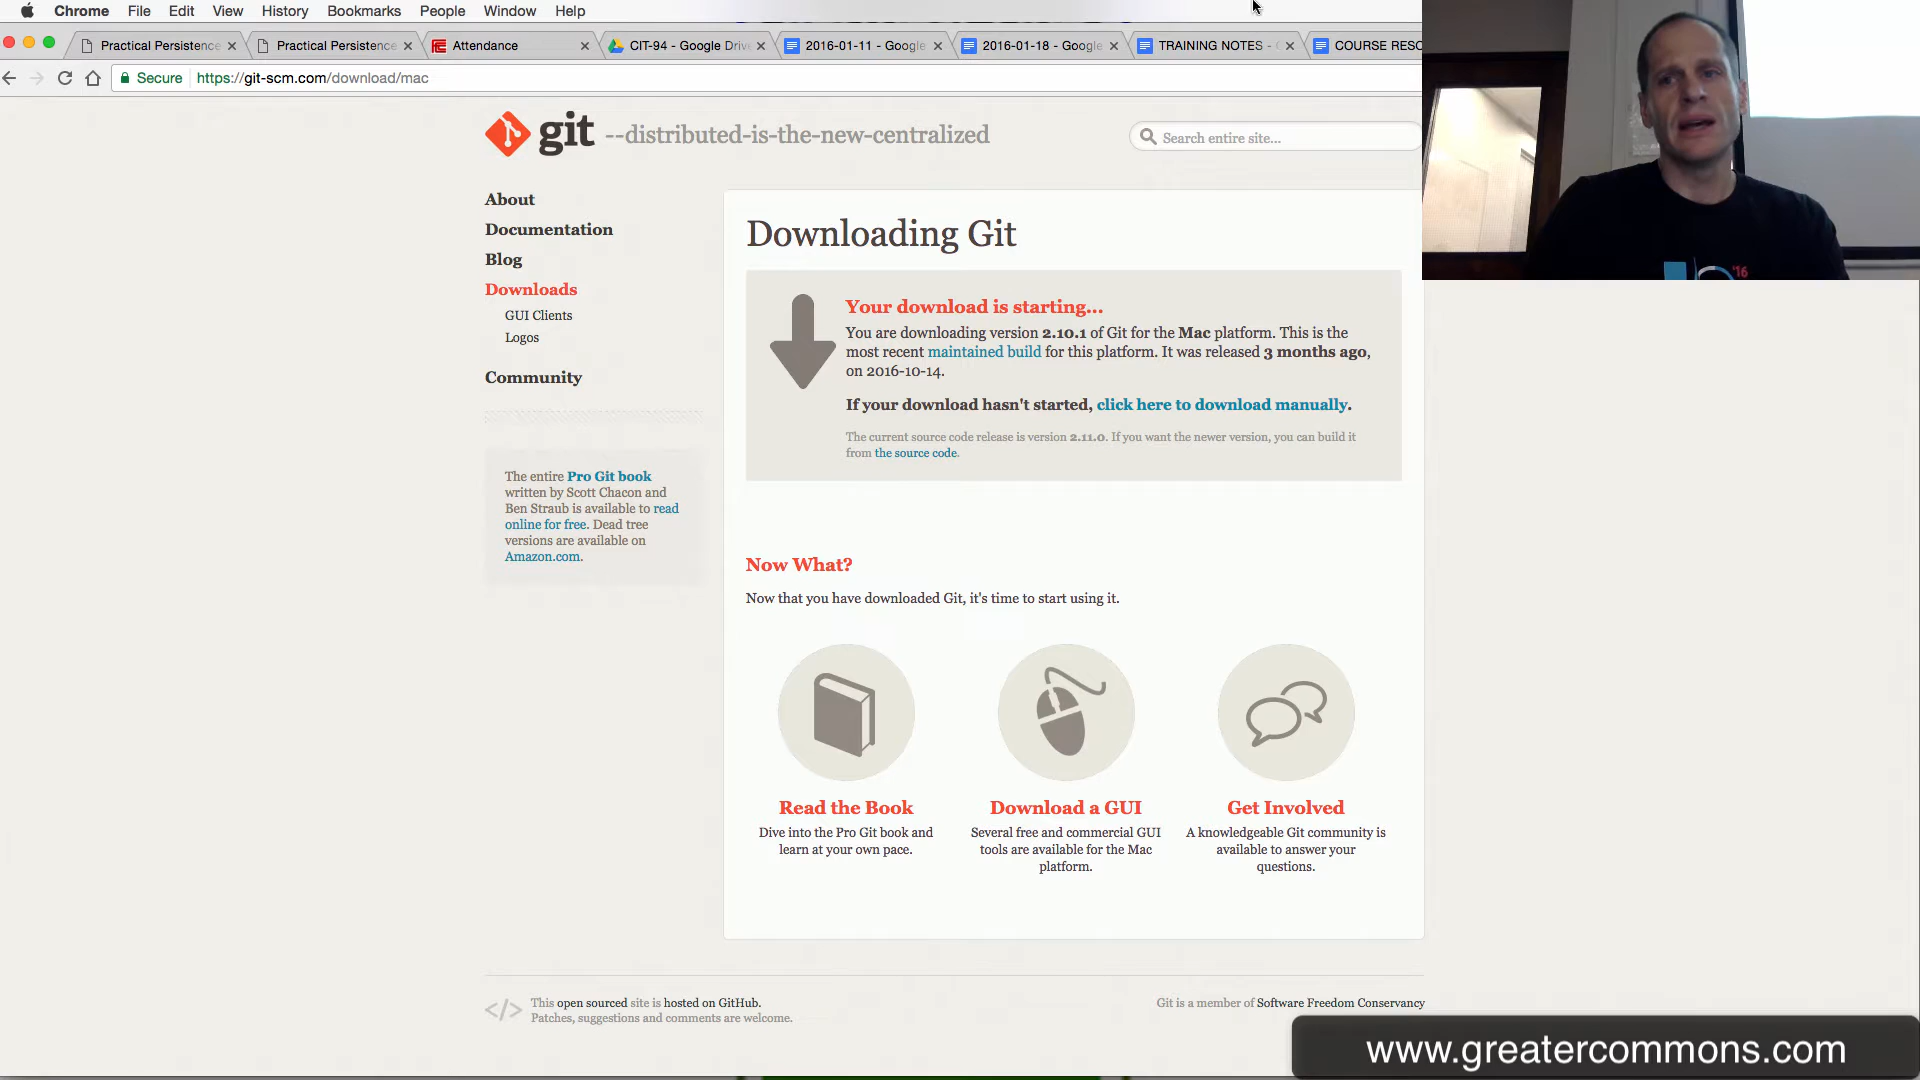 Chrome File Edit View History Bookmarks People Window Help
Practical Persistence Practical Persistence Attendance CIT-94 - Google Drive 2016-01-11 - Google 2016-01-18 - Google TRAINING NOTES - COURSE RESO
Secure https://git-scm.com/download/mac
git --distributed-is-the-new-centralized
Search entire site...
About
Documentation
Blog
Downloads
GUI Clients
Logos
Community
The entire Pro Git book
written by Scott Chacon and
Ben Straub is available to read
online for free. Dead tree
versions are available on
Amazon.com.
Downloading Git
Your download is starting...
You are downloading version 2.10.1 of Git for the Mac platform. This is the
most recent maintained build for this platform. It was released 3 months ago,
on 2016-10-14.
If your download hasn't started, click here to download manually.
The current source code release is version 2.11.0. If you want the newer version, you can build it
from the source code.
Now What?
Now that you have downloaded Git, it's time to start using it.
Read the Book
Dive into the Pro Git book and
learn at your own pace.
Download a GUI
Several free and commercial GUI
tools are available for the Mac
platform.
Get Involved
A knowledgeable Git community is
available to answer your
questions.
</> This open sourced site is hosted on GitHub.
Patches, suggestions and comments are welcome.
Git is a member of Software Freedom Conservancy
'16
www.greatercommons.com